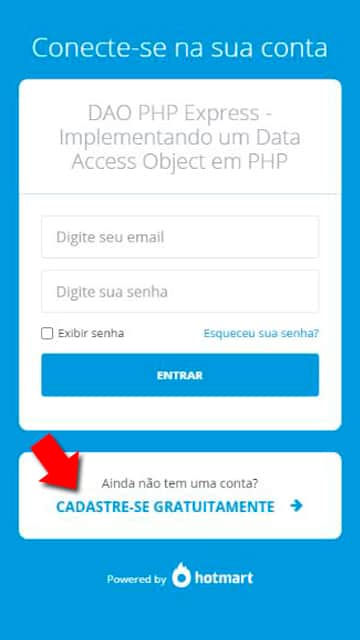 Conecte-se na sua conta
DAO PHP Express -
Implementando um Data
Access Object em PHP
Digite seu email
Digite sua senha
Exibir senha
Esqueceu sua senha?
ENTRAR
Ainda não tem uma conta?
CADASTRE-SE GRATUITAMENTE
Powered by hotmart